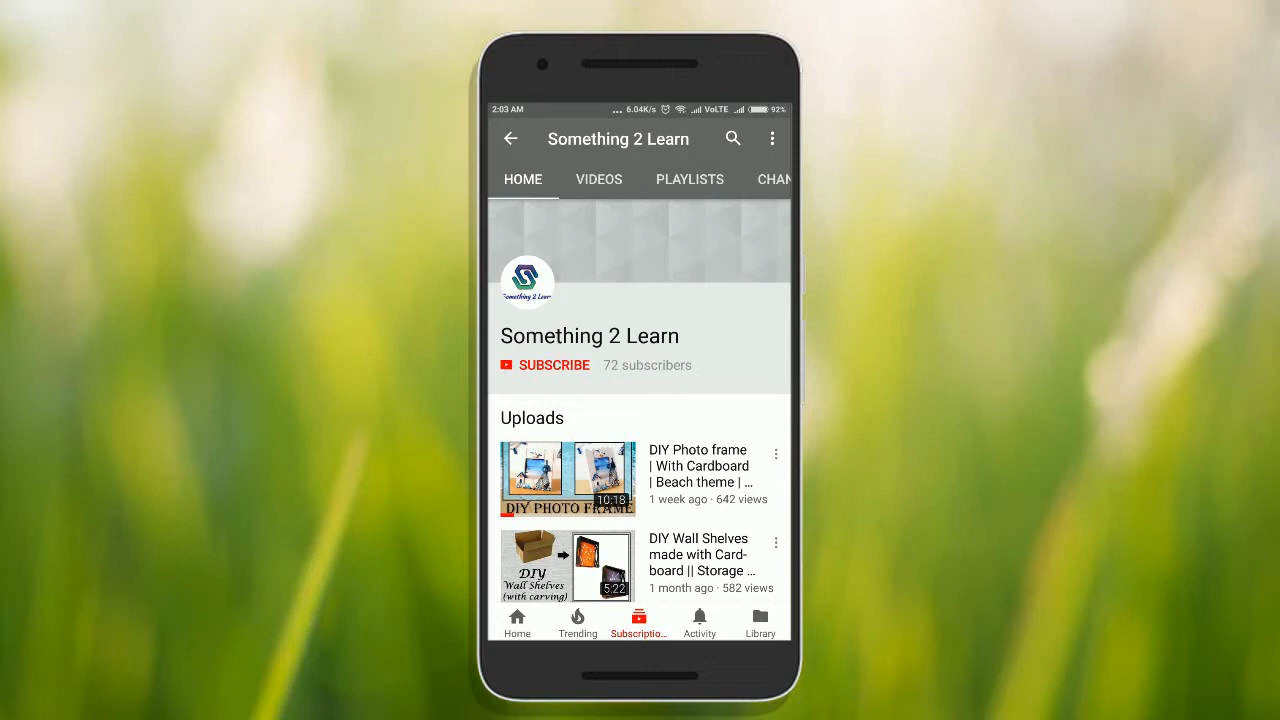 2:03 AM ... 6.04K/s VoLTE 92%
Something 2 Learn
HOME VIDEOS PLAYLISTS CHAN
Something 2 Lear
Something 2 Learn
SUBSCRIBE 72 subscribers
Uploads
DIY Photo frame
| With Cardboard
| Beach theme | ...
1 week ago · 642 views
10:18
DIY PHOTO FRAME
DIY Wall Shelves
made with Card-
board || Storage ...
1 month ago · 582 views
DIY
Wall Shelves
(with carving)
5:22
Home Trending Subscriptio... Activity Library